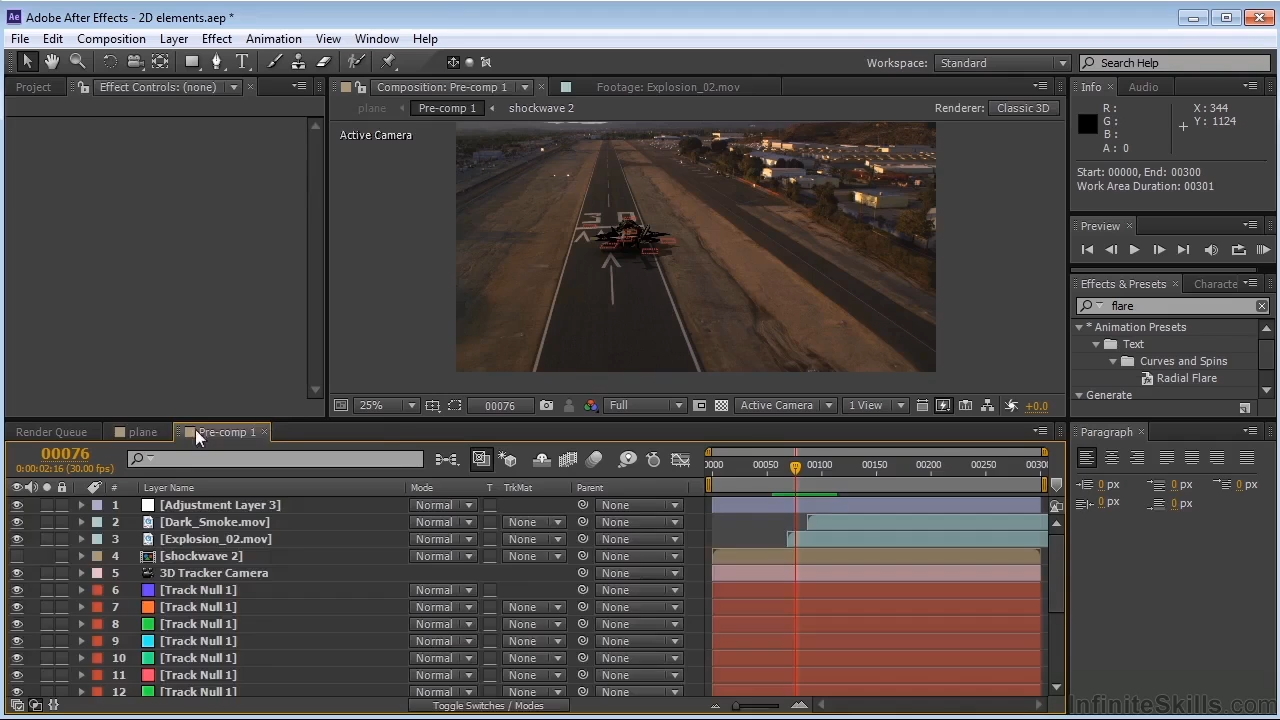 Ae Adobe After Effects - 2D elements.aep *
File Edit Composition Layer Effect Animation View Window Help
Workspace: Standard Search Help
Project Effect Controls: (none) Composition: Pre-comp 1 Footage: Explosion_02.mov Info Audio
plane Pre-comp 1 shockwave 2 Renderer: Classic 3D
Active Camera
R: X: 344
G: Y: 1124
B:
A: 0
Start: 00000, End: 00300
Work Area Duration: 00301
Preview
Effects & Presets Characte
flare
* Animation Presets
Text
Curves and Spins
Radial Flare
Generate
25% 00076 Full Active Camera 1 View +0.0
Render Queue plane Pre-comp 1 Paragraph
00076
0:00:02:16 (30.00 fps)
0000 00050 00100 00150 00200 00250 0030
# Layer Name Mode T TrkMat Parent
1 [Adjustment Layer 3] Normal None
2 [Dark_Smoke.mov] Normal None None
3 [Explosion_02.mov] Normal None None
4 [shockwave 2] Normal None None
5 3D Tracker Camera None
6 [Track Null 1] Normal None
7 [Track Null 1] Normal None None
8 [Track Null 1] Normal None None
9 [Track Null 1] Normal None None
10 [Track Null 1] Normal None None
11 [Track Null 1] Normal None None
12 [Track Null 1] Normal None None
0 px 0 px 0 px
0 px 0 px
Toggle Switches / Modes
InfiniteSkills.com